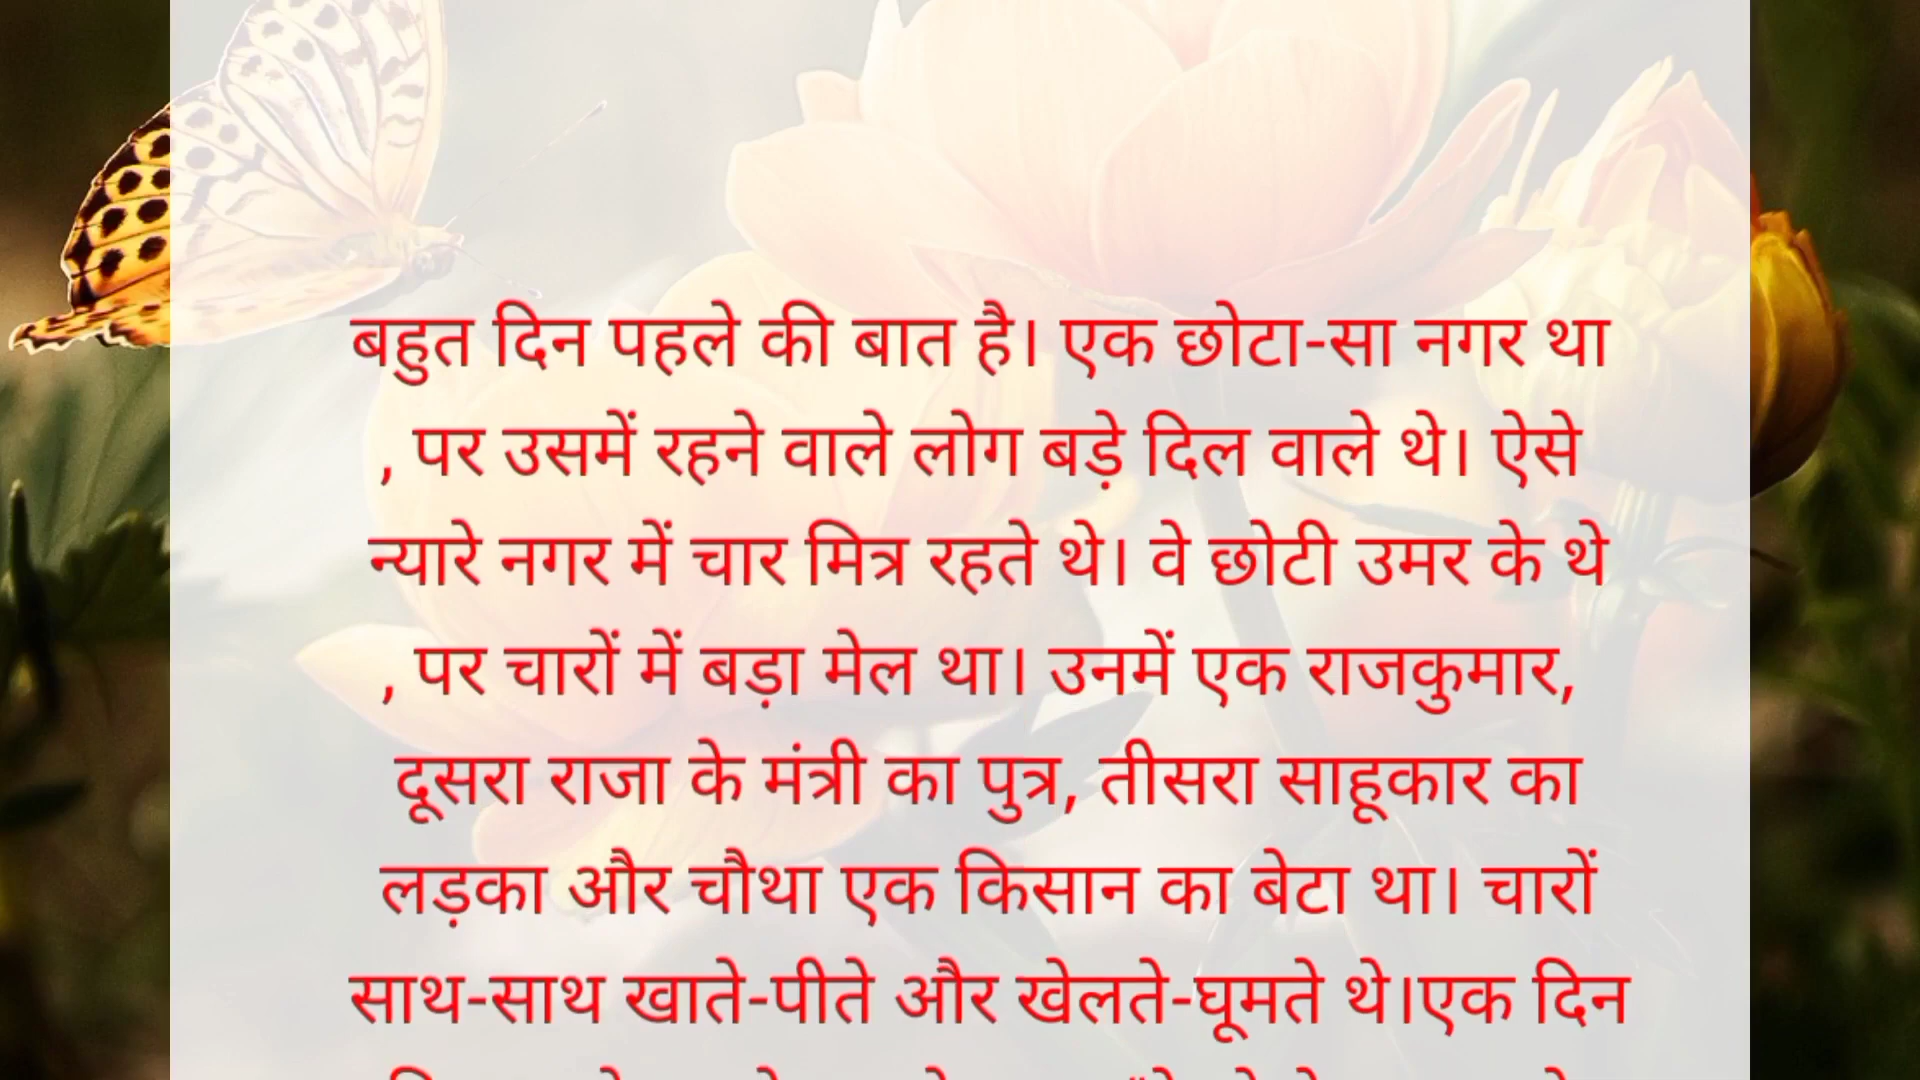 बहुत दिन पहले की बात है। एक छोटा-सा नगर था
, पर उसमें रहने वाले लोग बड़े दिल वाले थे। ऐसे
न्यारे नगर में चार मित्र रहते थे। वे छोटी उमर के थे
, पर चारों में बड़ा मेल था। उनमें एक राजकुमार,
दूसरा राजा के मंत्री का पुत्र, तीसरा साहूकार का
लड़का और चौथा एक किसान का बेटा था। चारों
साथ-साथ खाते-पीते और खेलते-घूमते थे।एक दिन